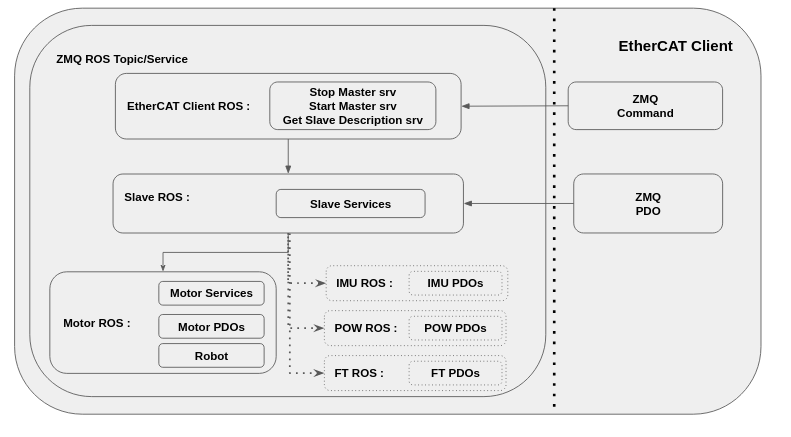 EtherCAT Client
ZMQ ROS Topic/Service
EtherCAT Client ROS :
Stop Master srv
Start Master srv
Get Slave Description srv
ZMQ
Command
Slave ROS :
Slave Services
ZMQ
PDO
Motor ROS :
Motor Services
Motor PDOs
Robot
IMU ROS :
IMU PDOs
POW ROS :
POW PDOs
FT ROS :
FT PDOs